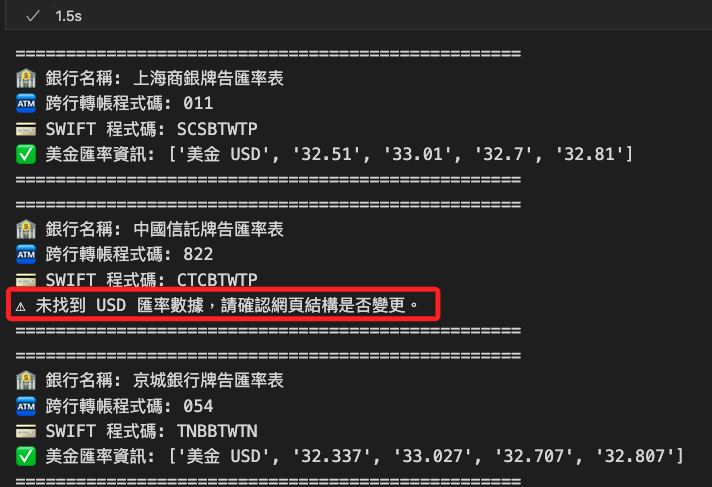 ✓ 1.5s
==================================================
🏦 銀行名稱: 上海商銀牌告匯率表
🏧 跨行轉帳程式碼: 011
💳 SWIFT 程式碼: SCSBTWTP
✅ 美金匯率資訊: ['美金 USD', '32.51', '33.01', '32.7', '32.81']
==================================================
==================================================
🏦 銀行名稱: 中國信託牌告匯率表
🏧 跨行轉帳程式碼: 822
💳 SWIFT 程式碼: CTCBTWTP
⚠ 未找到 USD 匯率數據，請確認網頁結構是否變更。
==================================================
==================================================
🏦 銀行名稱: 京城銀行牌告匯率表
🏧 跨行轉帳程式碼: 054
💳 SWIFT 程式碼: TNBBTWTN
✅ 美金匯率資訊: ['美金 USD', '32.337', '33.027', '32.707', '32.807']
==================================================